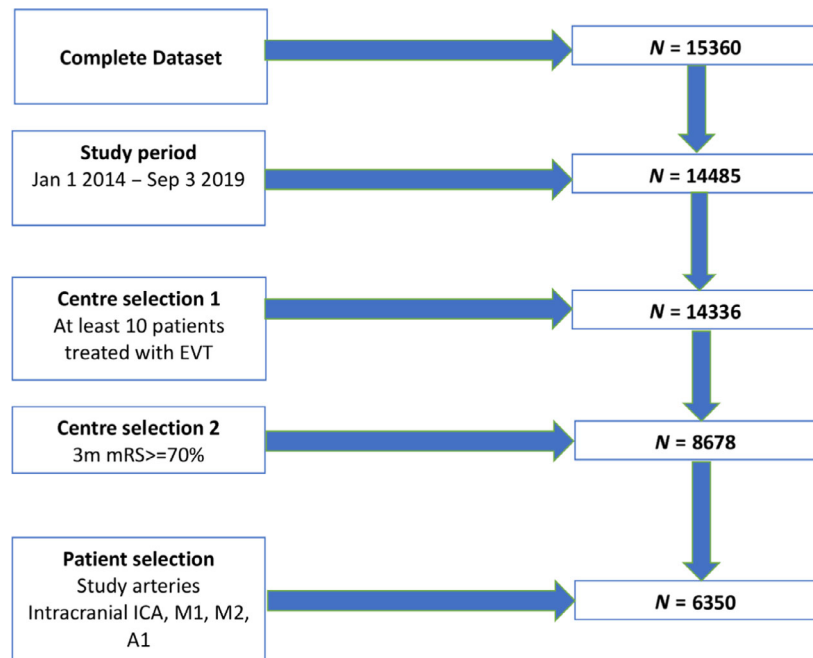 Complete Dataset
N = 15360
Study period
Jan 1 2014 – Sep 3 2019
N = 14485
Centre selection 1
At least 10 patients
treated with EVT
N = 14336
Centre selection 2
3m mRS>=70%
N = 8678
Patient selection
Study arteries
Intracranial ICA, M1, M2,
A1
N = 6350